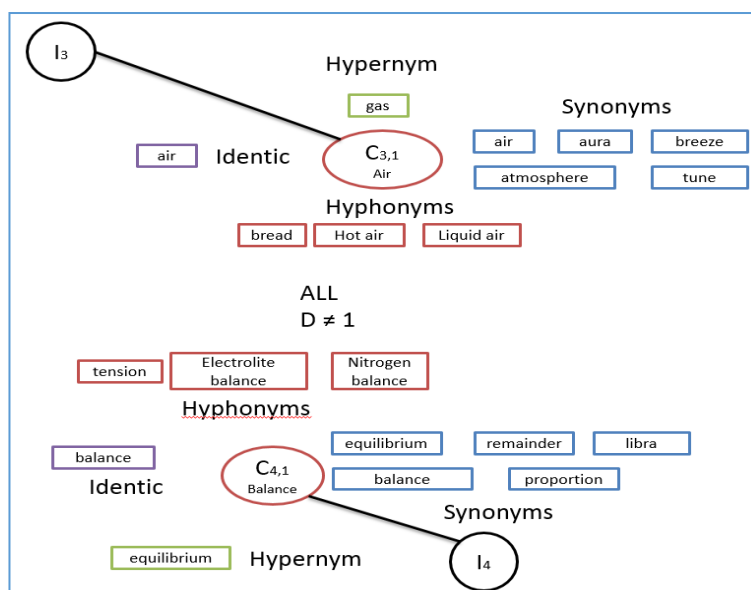 I3
Hypernym
gas
Synonyms
air
Identic
C3,1
Air
air
aura
breeze
atmosphere
tune
Hyphonyms
bread
Hot air
Liquid air
ALL
D ≠ 1
tension
Electrolite
balance
Nitrogen
balance
Hyphonyms
balance
Identic
C4,1
Balance
equilibrium
remainder
libra
balance
proportion
Synonyms
equilibrium
Hypernym
I4